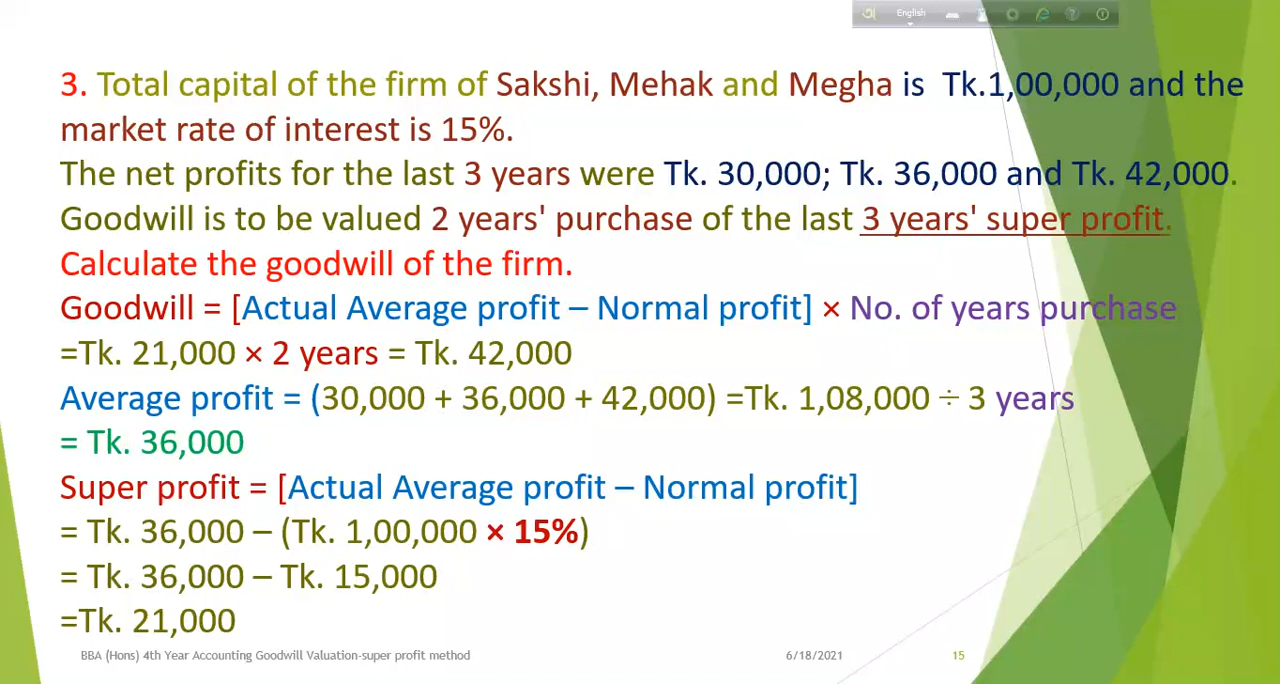 English
3. Total capital of the firm of Sakshi, Mehak and Megha is Tk.1,00,000 and the
market rate of interest is 15%.
The net profits for the last 3 years were Tk. 30,000; Tk. 36,000 and Tk. 42,000.
Goodwill is to be valued 2 years' purchase of the last 3 years' super profit.
Calculate the goodwill of the firm.
Goodwill = [Actual Average profit – Normal profit] × No. of years purchase
=Tk. 21,000 × 2 years = Tk. 42,000
Average profit = (30,000 + 36,000 + 42,000) =Tk. 1,08,000 ÷ 3 years
= Tk. 36,000
Super profit = [Actual Average profit – Normal profit]
= Tk. 36,000 – (Tk. 1,00,000 × 15%)
= Tk. 36,000 – Tk. 15,000
=Tk. 21,000
BBA (Hons) 4th Year Accounting Goodwill Valuation-super profit method 6/18/2021 15